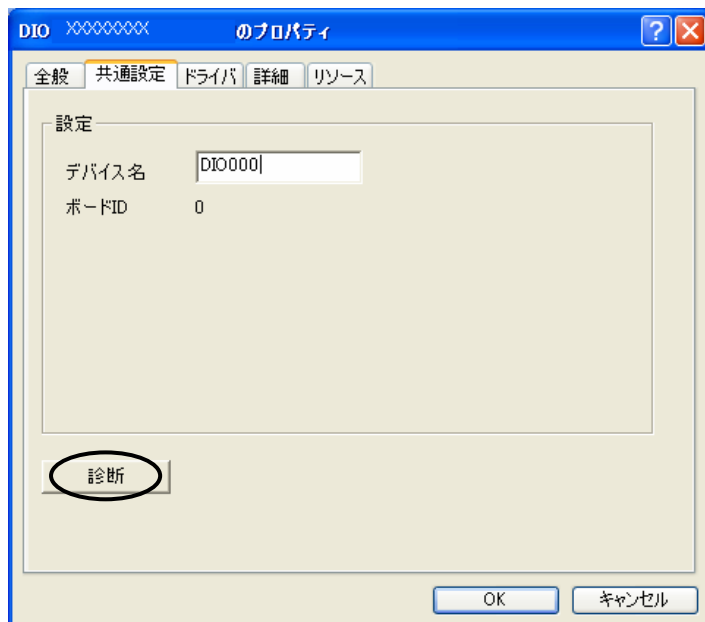 DIO XXXXXXXXX のプロパティ
全般 共通設定 ドライバ 詳細 リソース
設定
デバイス名 DIO000
ボードID 0
診断
OK キャンセル